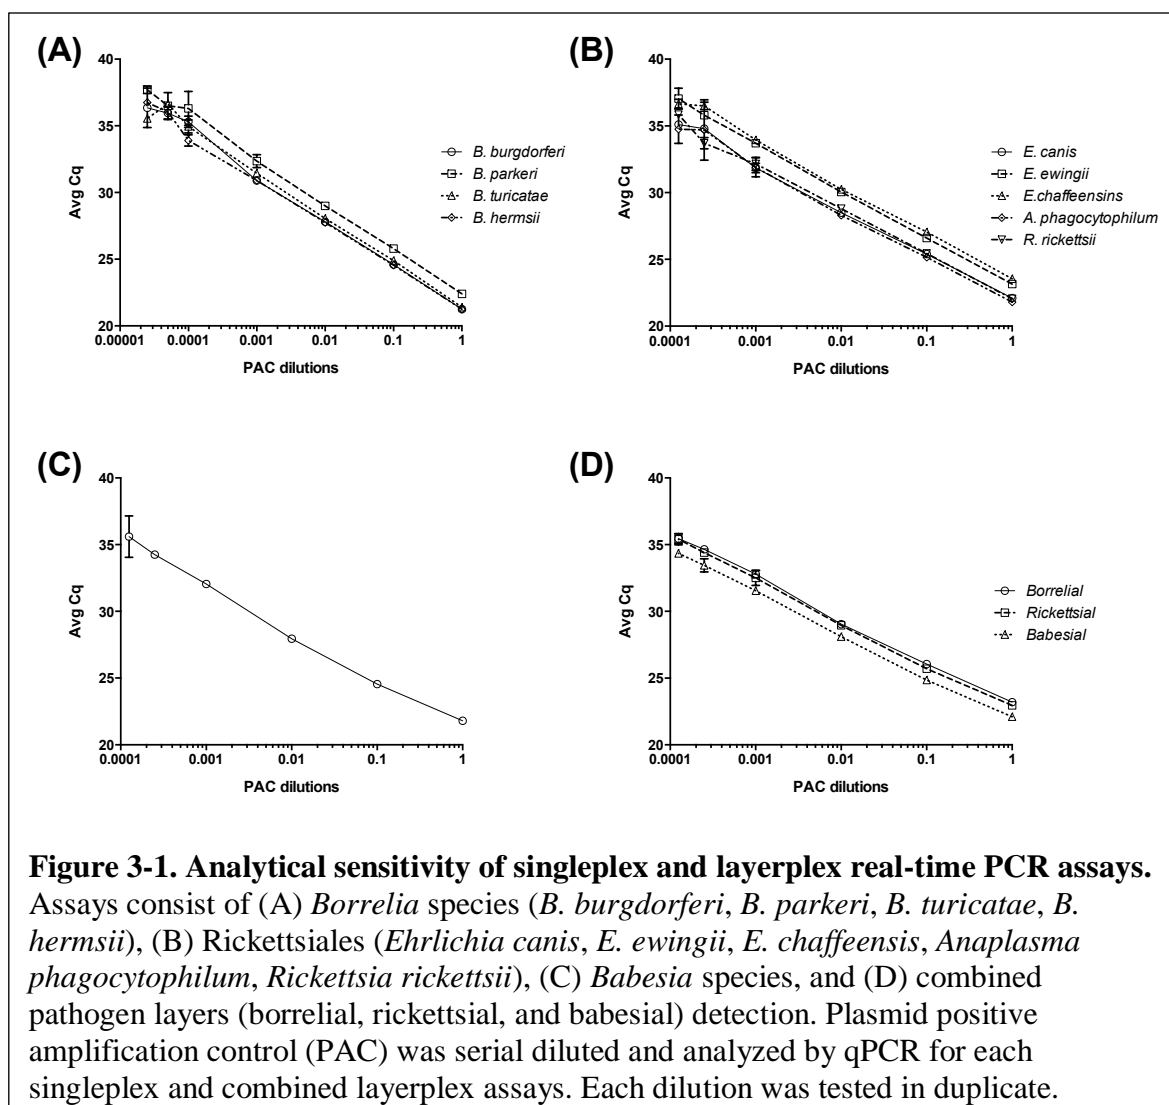 (A)
40
35
30
25
20
0.00001
0.0001
0.001
0.01
0.1
1
Avg Cq
PAC dilutions
B. burgdorferi
B. parkeri
B. turicatae
B. hermsii
(B)
40
35
30
25
20
0.0001
0.001
0.01
0.1
1
Avg Cq
PAC dilutions
E. canis
E. ewingii
E.chaffeensins
A. phagocytophilum
R. rickettsii
(C)
40
35
30
25
20
0.0001
0.001
0.01
0.1
1
Avg Cq
PAC dilutions
(D)
40
35
30
25
20
0.0001
0.001
0.01
0.1
1
Avg Cq
PAC dilutions
Borrelial
Rickettsial
Babesial
Figure 3-1. Analytical sensitivity of singleplex and layerplex real-time PCR assays.
Assays consist of (A) Borrelia species (B. burgdorferi, B. parkeri, B. turicatae, B.
hermsii), (B) Rickettsiales (Ehrlichia canis, E. ewingii, E. chaffeensis, Anaplasma
phagocytophilum, Rickettsia rickettsii), (C) Babesia species, and (D) combined
pathogen layers (borrelial, rickettsial, and babesial) detection. Plasmid positive
amplification control (PAC) was serial diluted and analyzed by qPCR for each
singleplex and combined layerplex assays. Each dilution was tested in duplicate.